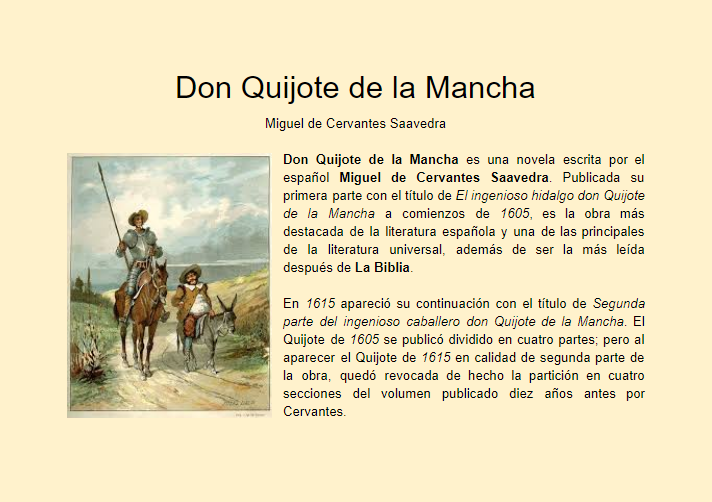 Don Quijote de la Mancha
Miguel de Cervantes Saavedra
Don Quijote de la Mancha es una novela escrita por el
español Miguel de Cervantes Saavedra. Publicada su
primera parte con el título de El ingenioso hidalgo don Quijote
de la Mancha a comienzos de 1605, es la obra más
destacada de la literatura española y una de las principales
de la literatura universal, además de ser la más leída
después de La Biblia.
En 1615 apareció su continuación con el título de Segunda
parte del ingenioso caballero don Quijote de la Mancha. El
Quijote de 1605 se publicó dividido en cuatro partes; pero al
aparecer el Quijote de 1615 en calidad de segunda parte de
la obra, quedó revocada de hecho la partición en cuatro
secciones del volumen publicado diez años antes por
Cervantes.